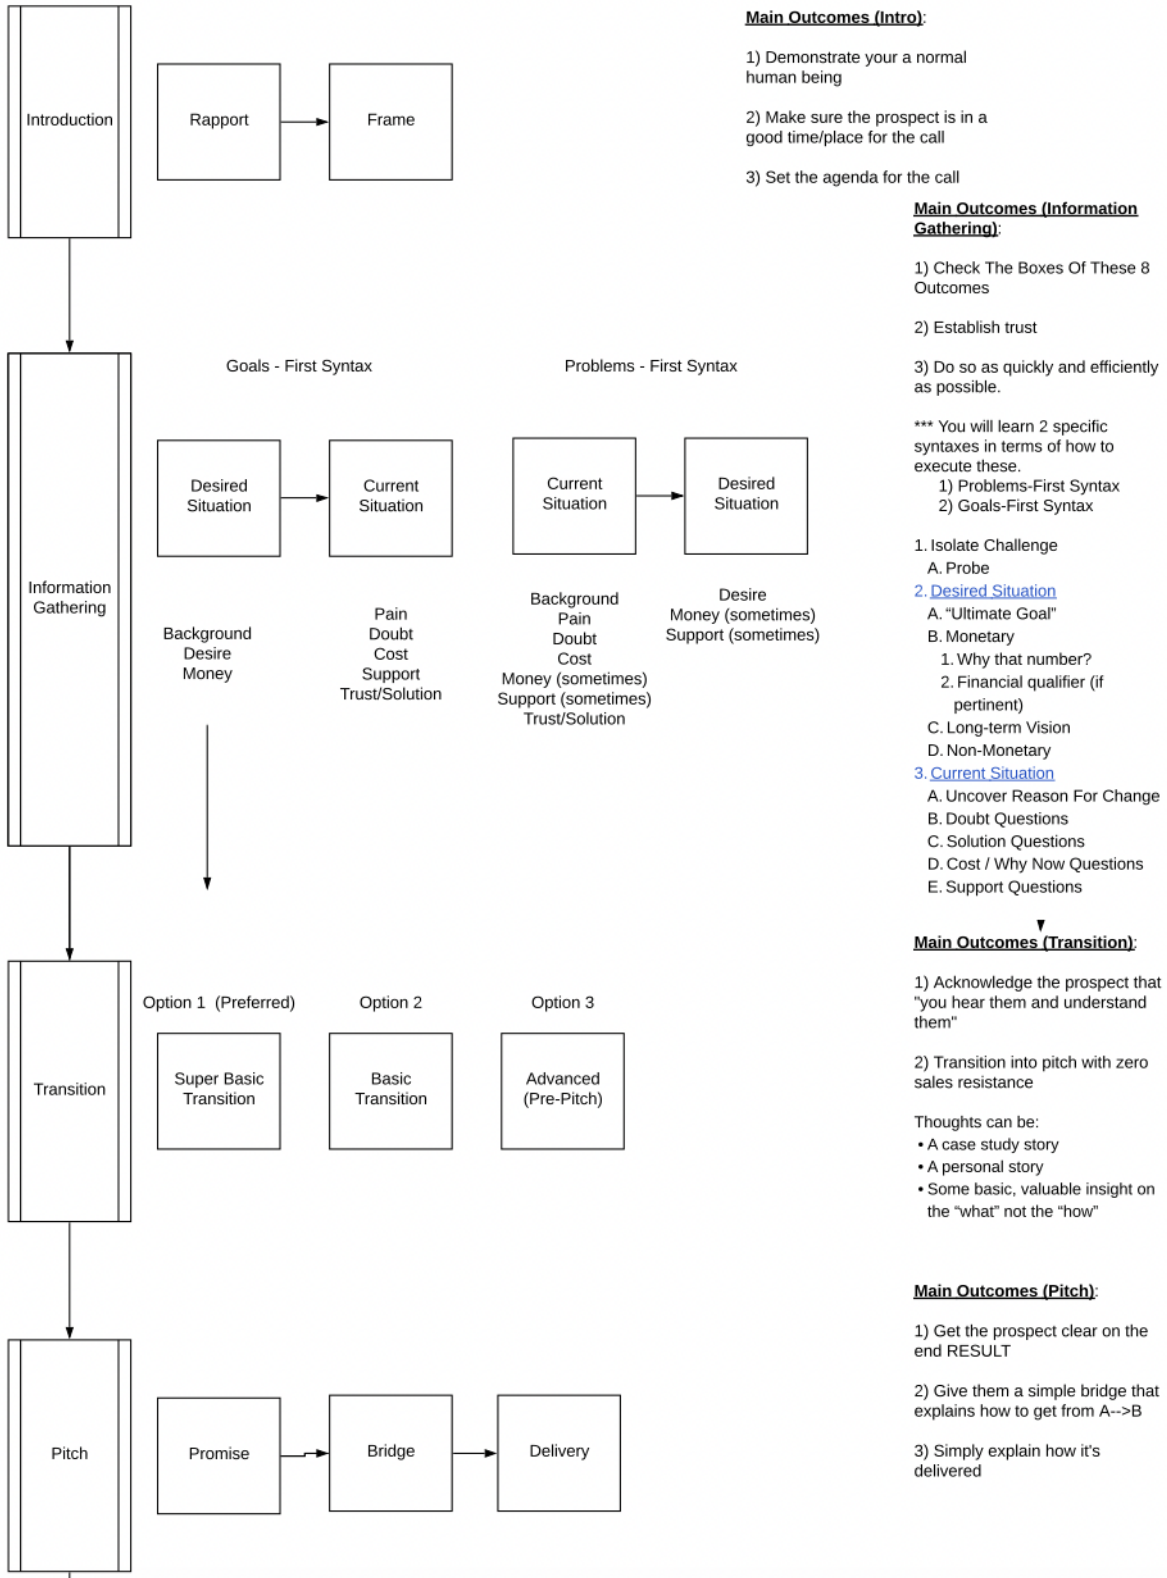 Main Outcomes (Intro):
1) Demonstrate your a normal
human being
2) Make sure the prospect is in a
good time/place for the call
3) Set the agenda for the call
Introduction
Rapport
Frame
Main Outcomes (Information
Gathering):
1) Check The Boxes Of These 8
Outcomes
2) Establish trust
3) Do so as quickly and efficiently
as possible.
*** You will learn 2 specific
syntaxes in terms of how to
execute these.
1) Problems-First Syntax
2) Goals-First Syntax
1. Isolate Challenge
A. Probe
2. Desired Situation
A. “Ultimate Goal”
B. Monetary
1. Why that number?
2. Financial qualifier (if
pertinent)
C. Long-term Vision
D. Non-Monetary
3. Current Situation
A. Uncover Reason For Change
B. Doubt Questions
C. Solution Questions
D. Cost / Why Now Questions
E. Support Questions
Information
Gathering
Goals - First Syntax
Desired
Situation
Current
Situation
Background
Desire
Money
Pain
Doubt
Cost
Support
Trust/Solution
Problems - First Syntax
Current
Situation
Desired
Situation
Background
Pain
Doubt
Cost
Money (sometimes)
Support (sometimes)
Trust/Solution
Desire
Money (sometimes)
Support (sometimes)
Main Outcomes (Transition):
1) Acknowledge the prospect that
"you hear them and understand
them"
2) Transition into pitch with zero
sales resistance
Thoughts can be:
• A case study story
• A personal story
• Some basic, valuable insight on
the “what” not the “how”
Transition
Option 1 (Preferred)
Super Basic
Transition
Option 2
Basic
Transition
Option 3
Advanced
(Pre-Pitch)
Main Outcomes (Pitch):
1) Get the prospect clear on the
end RESULT
2) Give them a simple bridge that
explains how to get from A-->B
3) Simply explain how it's
delivered
Pitch
Promise
Bridge
Delivery